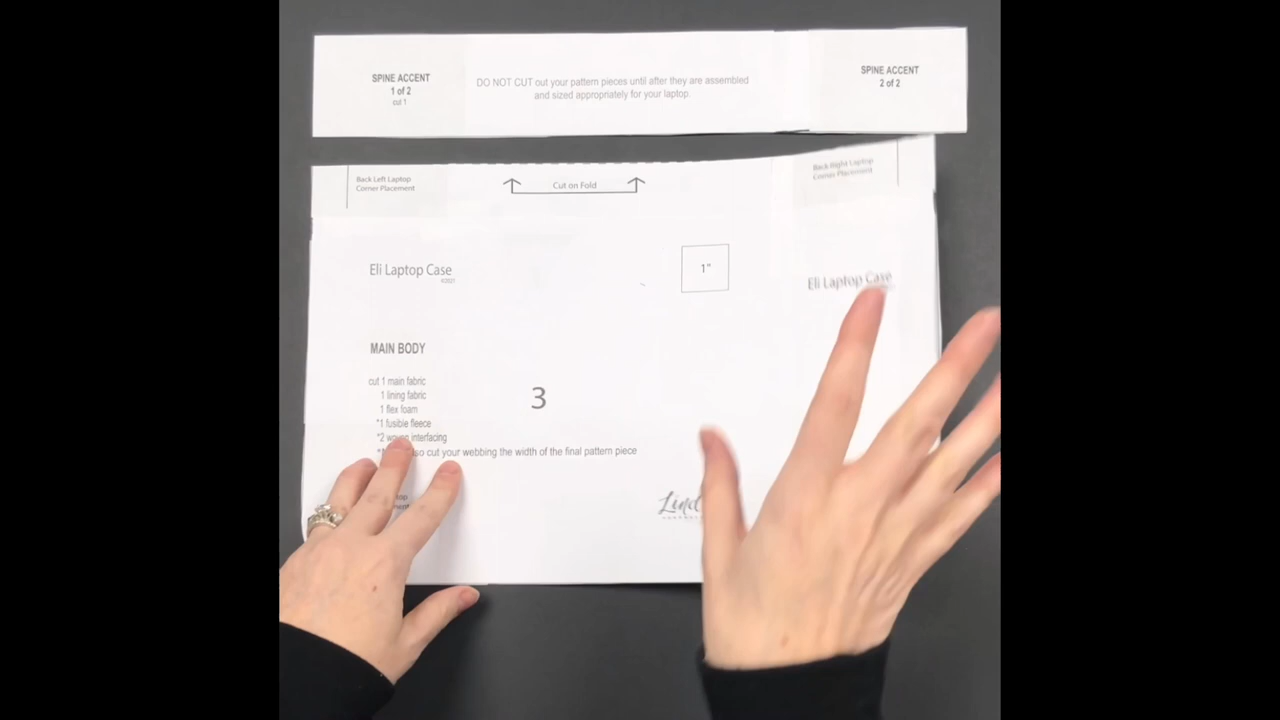 SPINE ACCENT
1 of 2
cut 1
DO NOT CUT out your pattern pieces until after they are assembled
and sized appropriately for your laptop.
SPINE ACCENT
2 of 2
Back Left Laptop
Corner Placement
Cut on Fold
Back Right Laptop
Corner Placement
Eli Laptop Case
©2021
1"
Eli Laptop Case
MAIN BODY
cut 1 main fabric
1 lining fabric
1 flex foam
*1 fusible fleece
*2 interfacing
3
cut your webbing the width of the final pattern piece